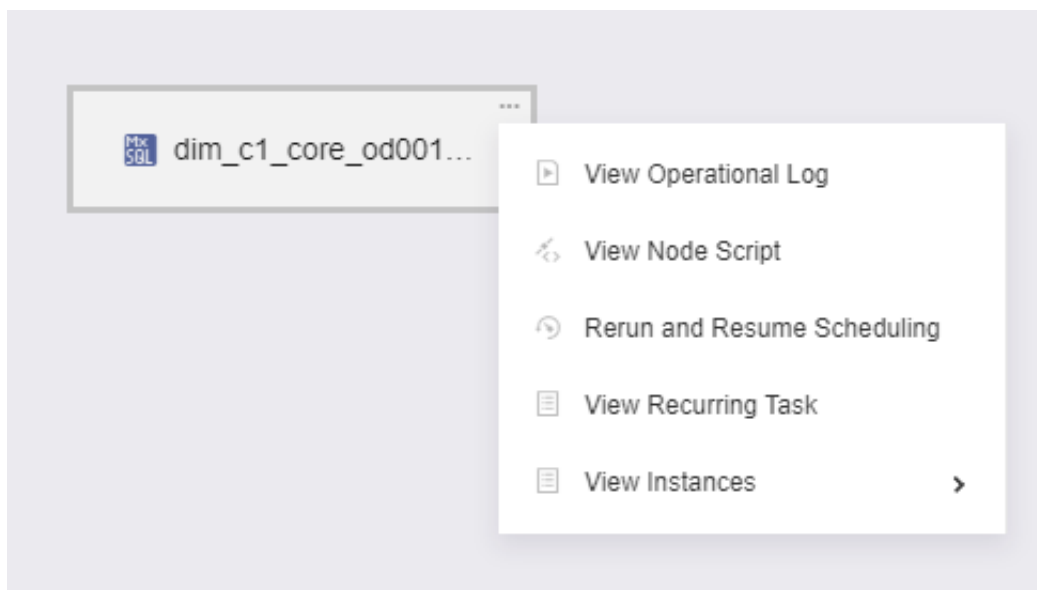 Mx
SQL
dim_c1_core_od001...
View Operational Log
View Node Script
Rerun and Resume Scheduling
View Recurring Task
View Instances